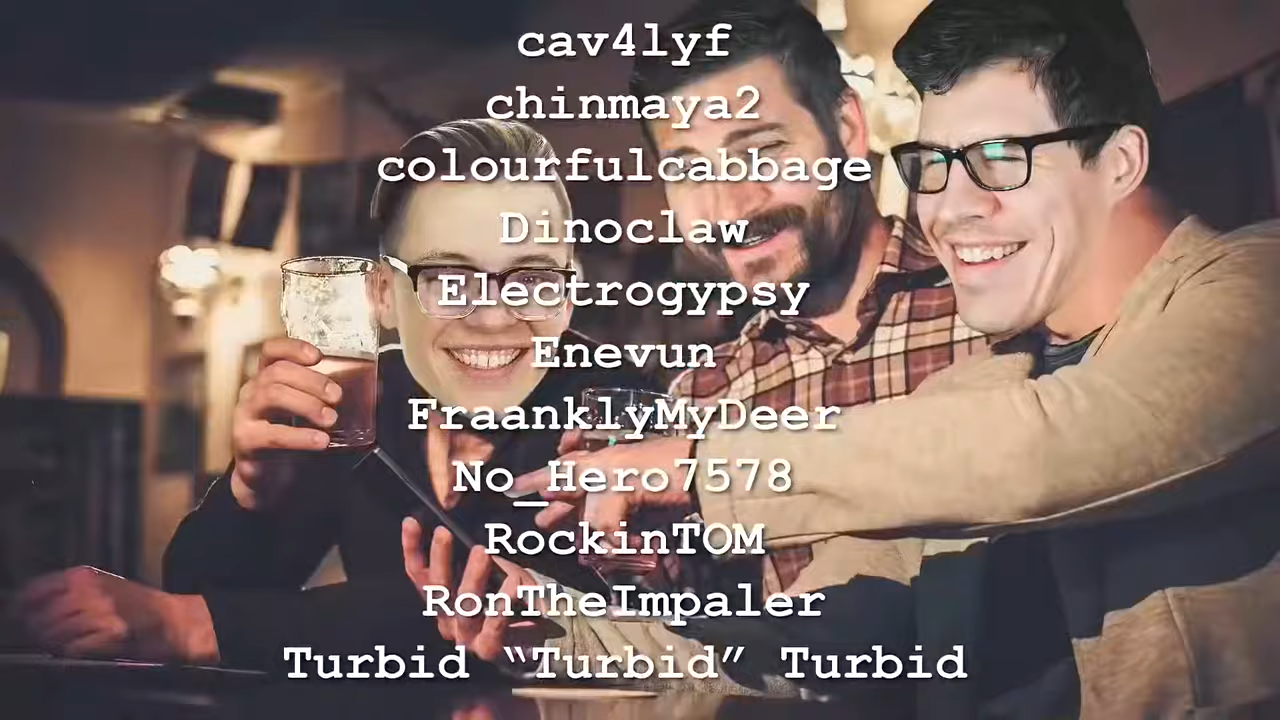 cav4lyf
chinmaya2
colourfulcabbage
Dinoclaw
Electrogypsy
Enevun
FraanklyMyDeer
No_Hero7578
RockinTOM
RonTheImpaler
Turbid “Turbid” Turbid